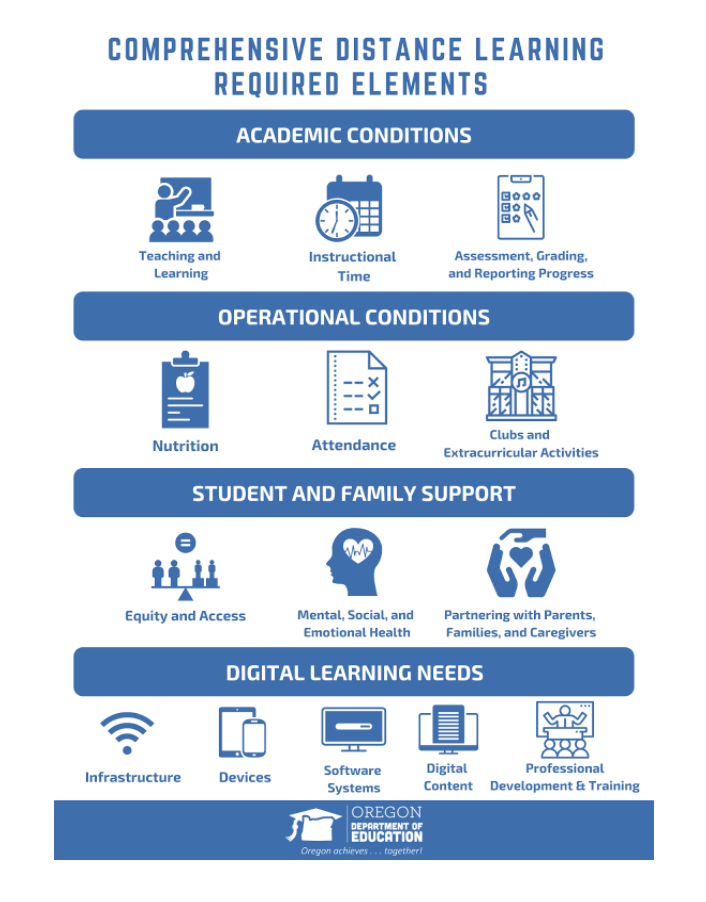 COMPREHENSIVE DISTANCE LEARNING
REQUIRED ELEMENTS
ACADEMIC CONDITIONS
Teaching and
Learning
Instructional
Time
Assessment, Grading,
and Reporting Progress
OPERATIONAL CONDITIONS
Nutrition
Attendance
Clubs and
Extracurricular Activities
STUDENT AND FAMILY SUPPORT
Equity and Access
Mental, Social, and
Emotional Health
Partnering with Parents,
Families, and Caregivers
DIGITAL LEARNING NEEDS
Infrastructure
Devices
Software
Systems
Digital
Content
Professional
Development & Training
OREGON
DEPARTMENT OF
EDUCATION
Oregon achieves . . . together!